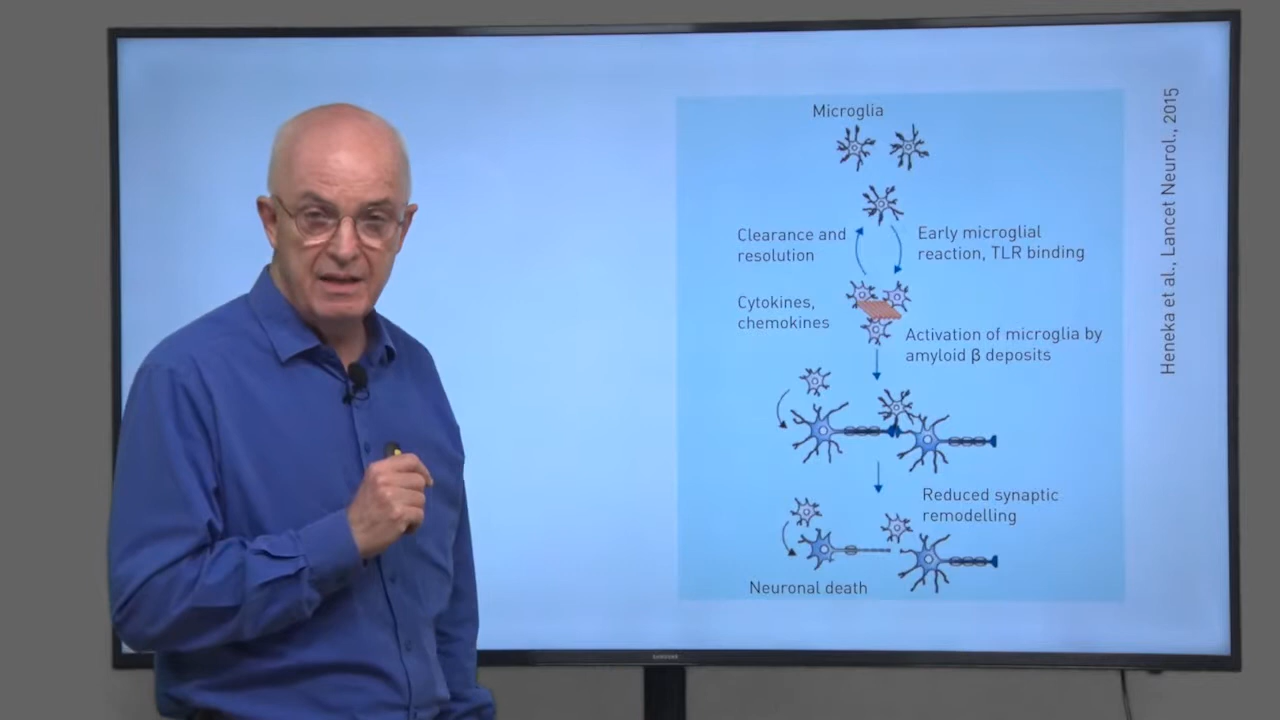 Microglia
Clearance and
resolution
Early microglial
reaction, TLR binding
Cytokines,
chemokines
Activation of microglia by
amyloid β deposits
Reduced synaptic
remodelling
Neuronal death
Heneka et al., Lancet Neurol., 2015
SAMSUNG